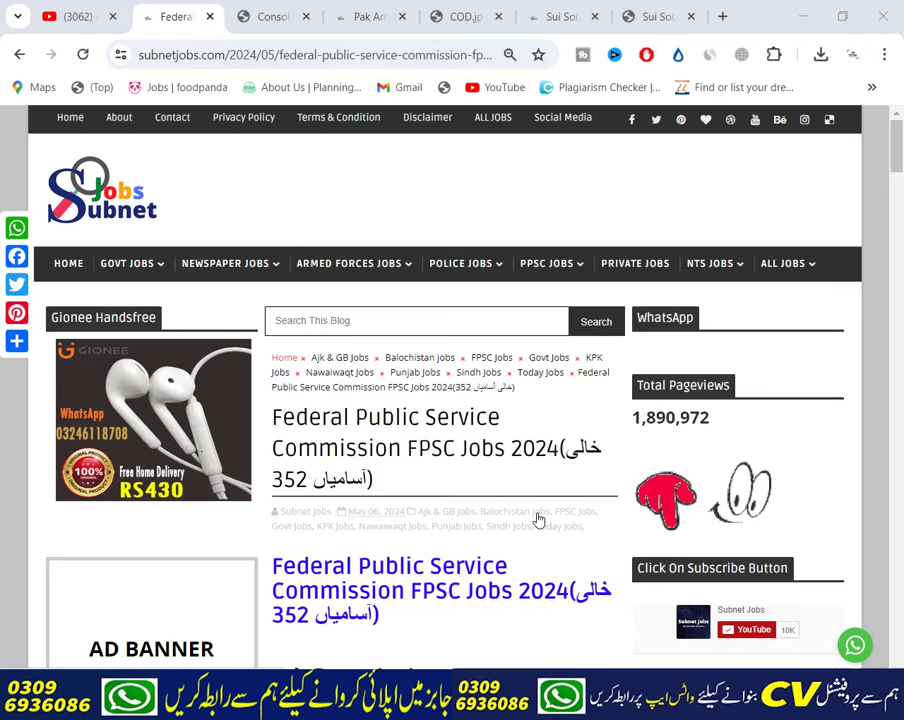 (3062)
Federa
Consol
Pak Arr
COD.jp
Sui Sou
Sui Sou
subnetjobs.com/2024/05/federal-public-service-commission-fp...
Maps
(Top)
Jobs | foodpanda
About Us | Planning...
Gmail
YouTube
Plagiarism Checker |...
Find or list your dre...
Home About Contact Privacy Policy Terms & Condition Disclaimer ALL JOBS Social Media
Jobs
Subnet
HOME GOVT JOBS NEWSPAPER JOBS ARMED FORCES JOBS POLICE JOBS PPSC JOBS PRIVATE JOBS NTS JOBS ALL JOBS
Gionee Handsfree
GIONEE
WhatsApp
03246118708
ORIGINAL PRODUCT
100%
ORIGINAL
Free Home Delivery
RS430
AD BANNER
Search This Blog
Search
Home × Ajk & GB Jobs × Balochistan jobs × FPSC Jobs × Govt Jobs × KPK
Jobs × Nawaiwaqt Jobs × Punjab Jobs × Sindh Jobs × Today Jobs × Federal
Public Service Commission FPSC Jobs 2024(خالی آسامیاں 352)
Federal Public Service
Commission FPSC Jobs 2024(خالی
آسامیاں 352)
Subnet Jobs May 06, 2024 Ajk & GB Jobs, Balochistan jobs, FPSC Jobs,
Govt Jobs, KPK Jobs, Nawaiwaqt Jobs, Punjab Jobs, Sindh Jobs, Today Jobs,
Federal Public Service
Commission FPSC Jobs 2024(خالی
آسامیاں 352)
WhatsApp
Total Pageviews
1,890,972
Click On Subscribe Button
Subnet Jobs
Subnet Jobs
YouTube 10K
0309
6936086
جابز میں اپلائی کروانے کیلئے ہم سے رابطہ کریں
0309
6936086
ہم سے پروفیشنل CV بنوانے کیلئے واٹس ایپ پر رابطہ کریں